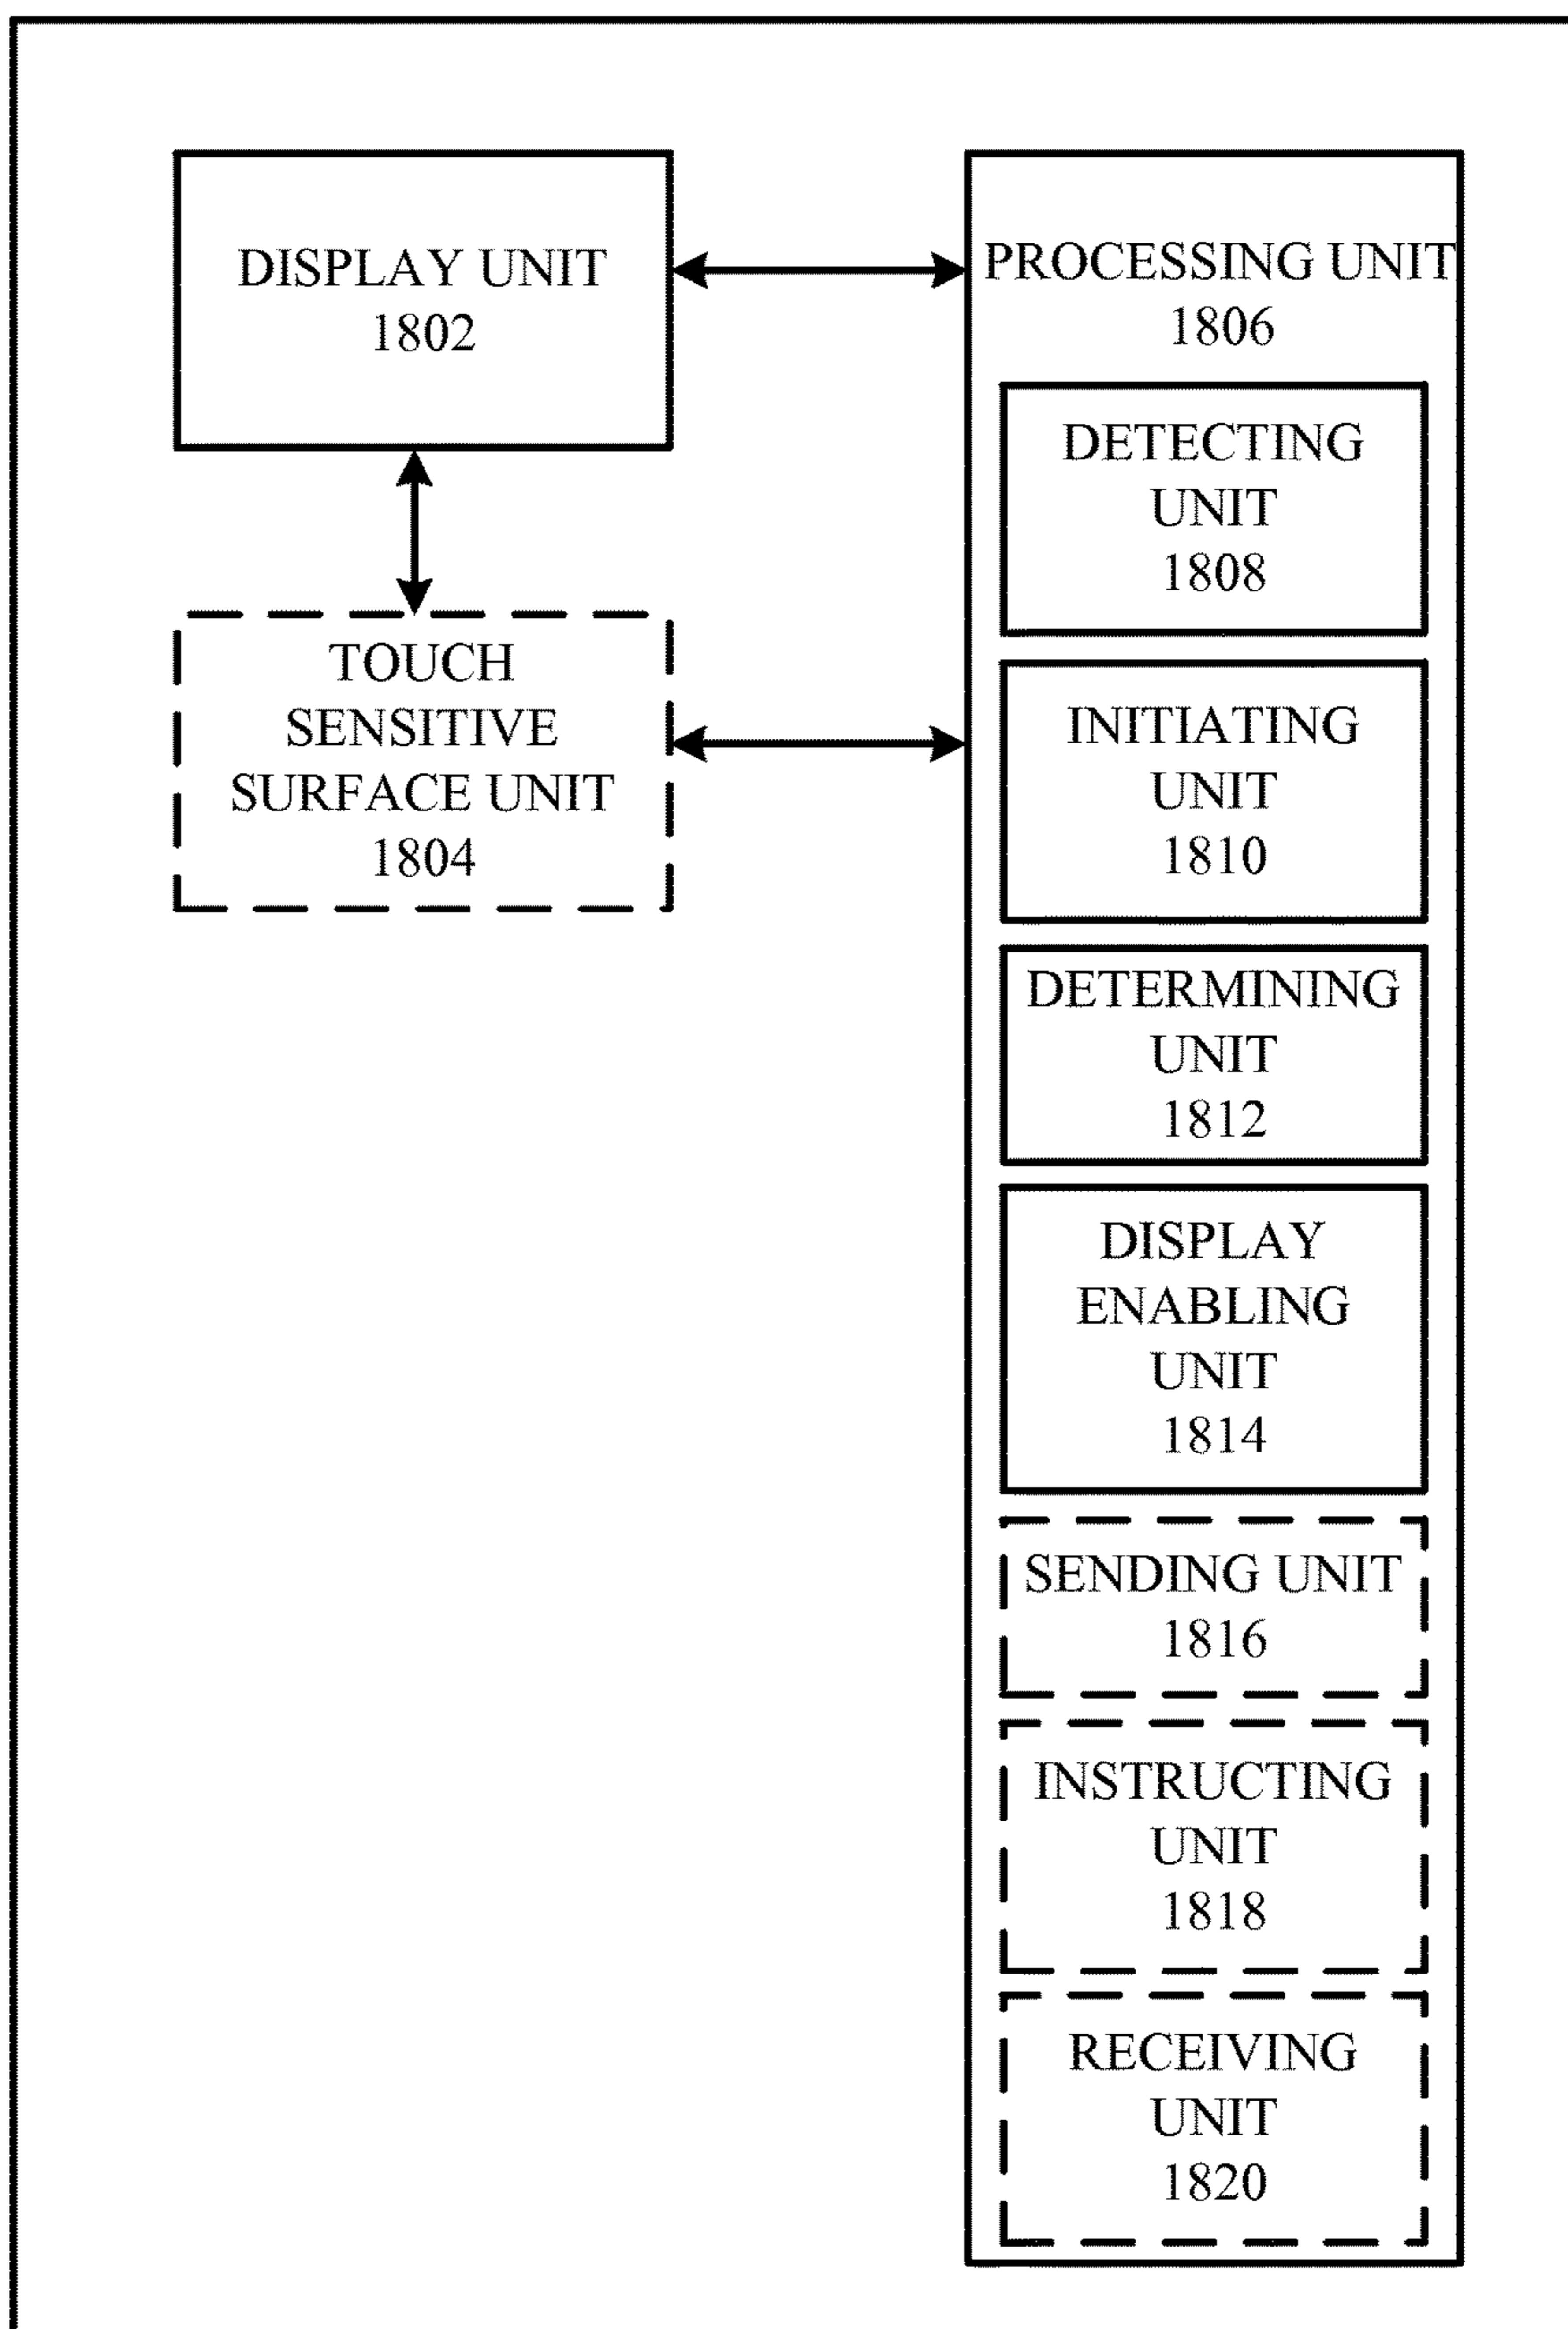 DISPLAY UNIT
1802
TOUCH
SENSITIVE
SURFACE UNIT
1804
PROCESSING UNIT
1806
DETECTING
UNIT
1808
INITIATING
UNIT
1810
DETERMINING
UNIT
1812
DISPLAY
ENABLING
UNIT
1814
SENDING UNIT
1816
INSTRUCTING
UNIT
1818
RECEIVING
UNIT
1820